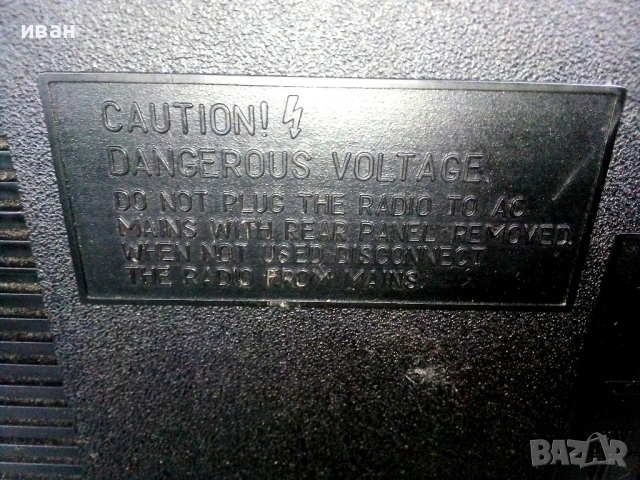 иван
CAUTION!
DANGEROUS VOLTAGE
DO NOT PLUG THE RADIO TO AC
MAINS WITH REAR PANEL REMOVED.
WHEN NOT USED DISCONNECT
THE RADIO FROM MAINS.
BAZAR